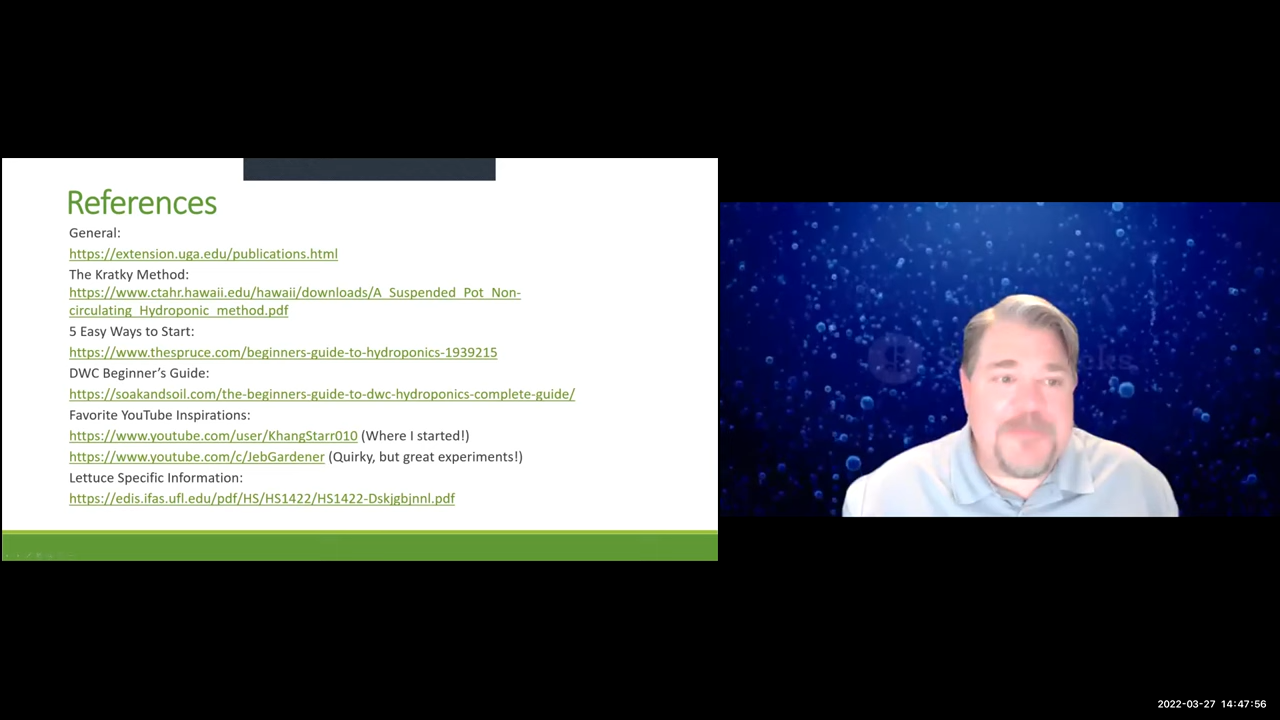 References
General:
https://extension.uga.edu/publications.html
The Kratky Method:
https://www.ctahr.hawaii.edu/hawaii/downloads/A_Suspended_Pot_Non-
circulating_Hydroponic_method.pdf
5 Easy Ways to Start:
https://www.thespruce.com/beginners-guide-to-hydroponics-1939215
DWC Beginner’s Guide:
https://soakandsoil.com/the-beginners-guide-to-dwc-hydroponics-complete-guide/
Favorite YouTube Inspirations:
https://www.youtube.com/user/KhangStarr010 (Where I started!)
https://www.youtube.com/c/JebGardener (Quirky, but great experiments!)
Lettuce Specific Information:
https://edis.ifas.ufl.edu/pdf/HS/HS1422/HS1422-Dskjgbjnnl.pdf
2022-03-27 14:47:56